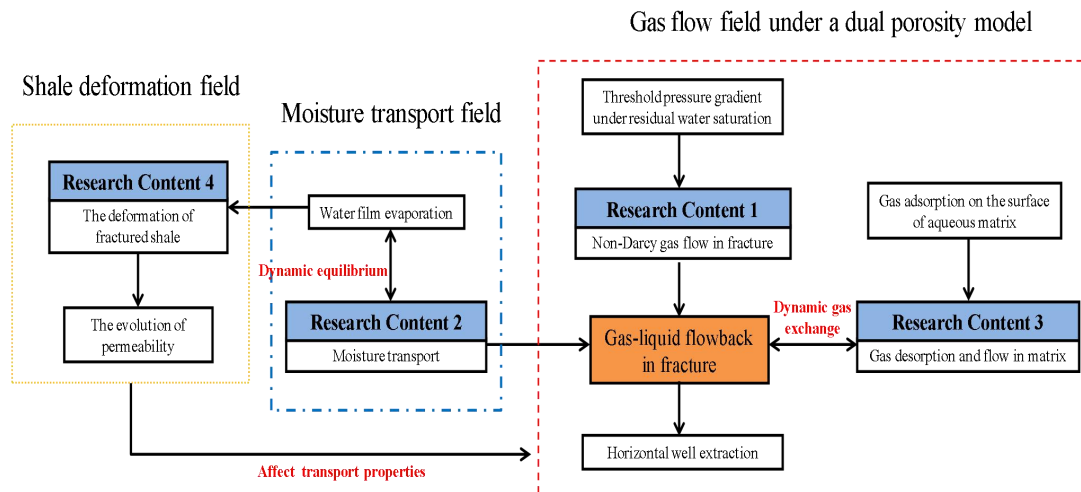 Gas flow field under a dual porosity model
Shale deformation field
Moisture transport field
Research Content 4
The deformation of
fractured shale
The evolution of
permeability
Water film evaporation
Dynamic equilibrium
Research Content 2
Moisture transport
Threshold pressure gradient
under residual water saturation
Research Content 1
Non-Darcy gas flow in fracture
Gas-liquid flowback
in fracture
Horizontal well extraction
Gas adsorption on the surface
of aqueous matrix
Dynamic gas
exchange
Research Content 3
Gas desorption and flow in matrix
Affect transport properties